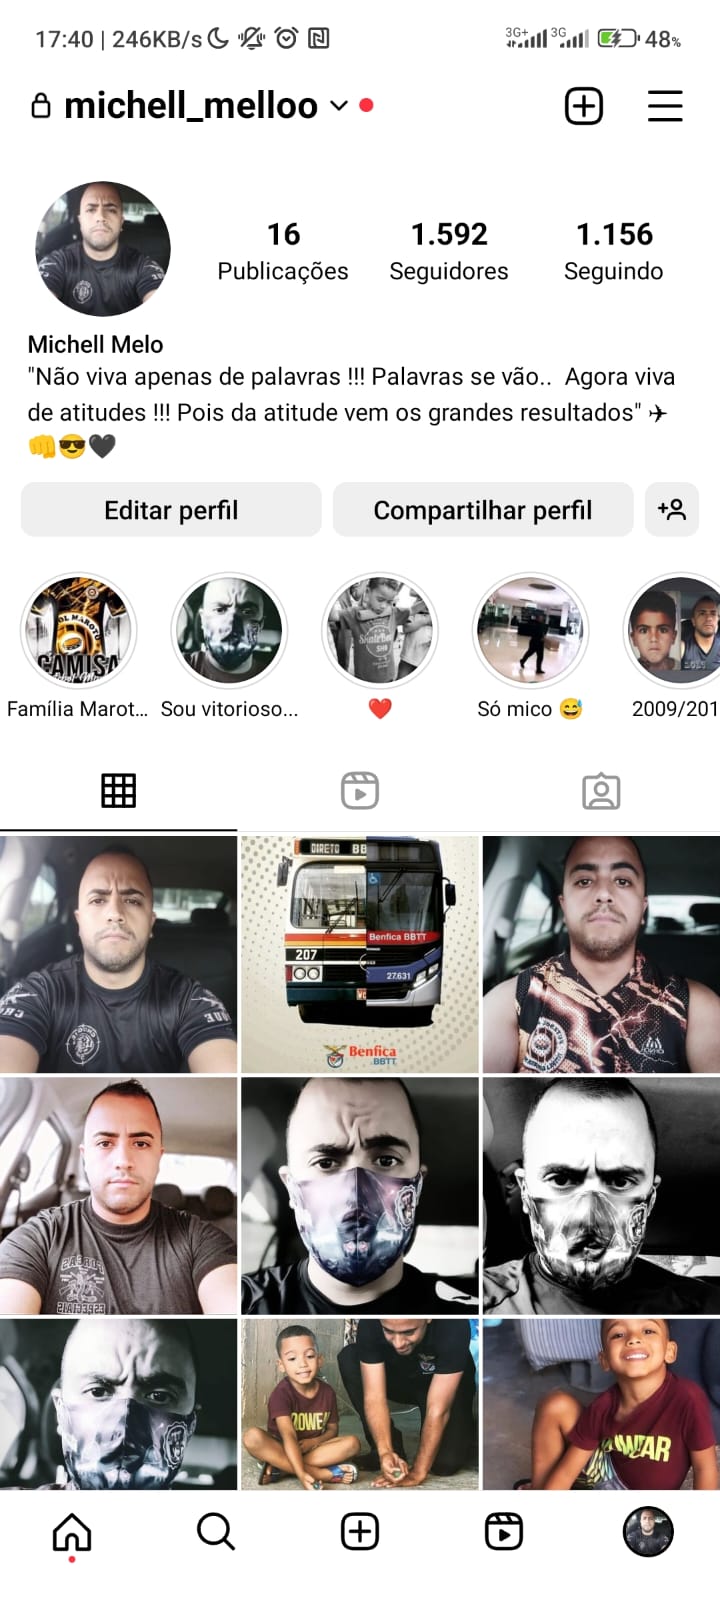 17:40 | 246KB/s
3G+ 3G 48%
michell_melloo
16 1.592 1.156
Publicações Seguidores Seguindo
Michell Melo
"Não viva apenas de palavras !!! Palavras se vão.. Agora viva
de atitudes !!! Pois da atitude vem os grandes resultados" ✈
👊😎🖤
Editar perfil Compartilhar perfil
CAMISA
Família Marot... Sou vitorioso... ❤️ Só mico 😅 2009/201
DIRETO BB
Benfica BBTT
207
27.631
Benfica
BBTT